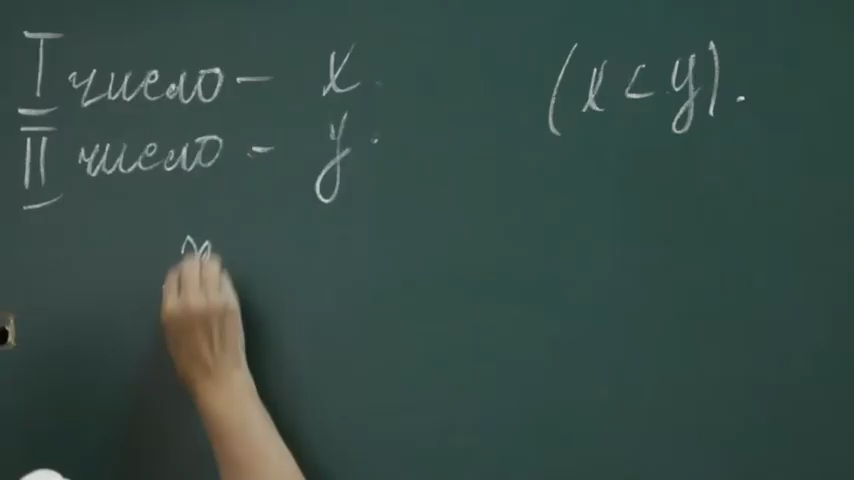 I число – x. (x < y).
II число – y.